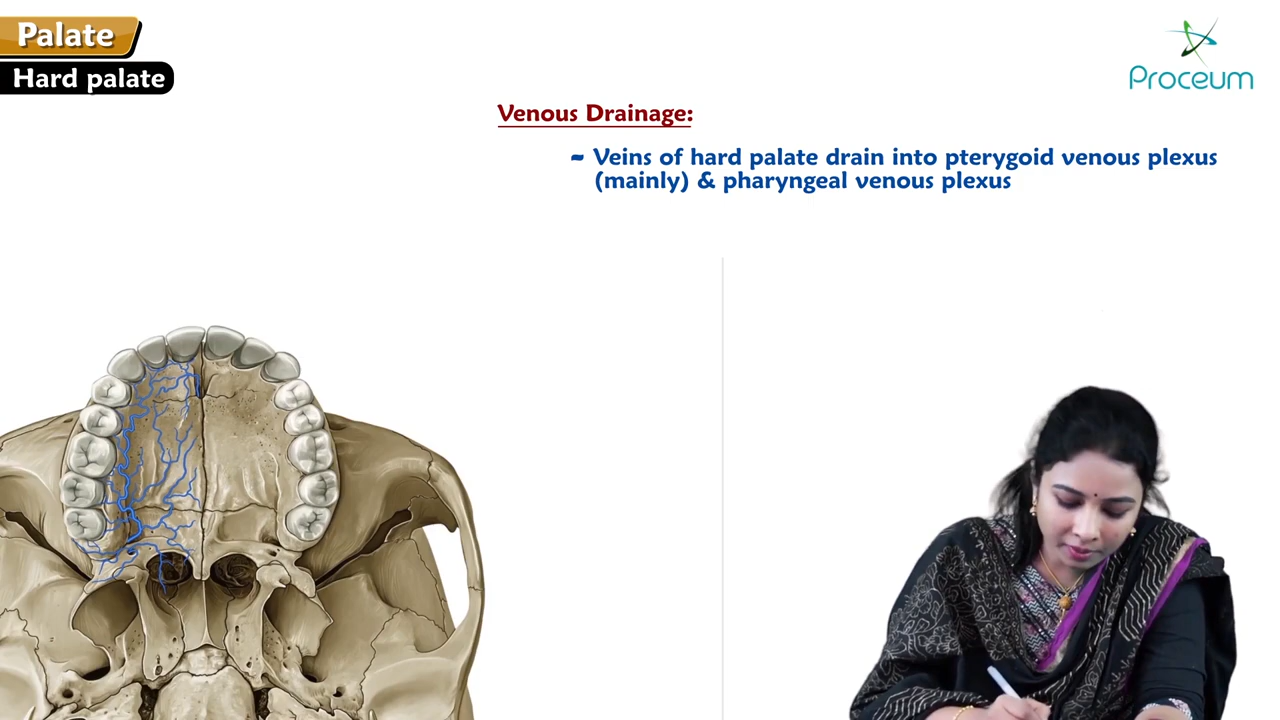 Palate
Hard palate
Proceum
Venous Drainage:
~ Veins of hard palate drain into pterygoid venous plexus
(mainly) & pharyngeal venous plexus